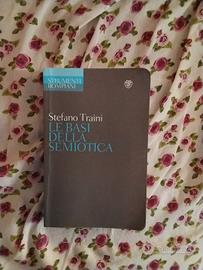 STRUMENTI
BOMPIANI
Stefano Traini
LE BASI
DELLA
SEMIOTICA